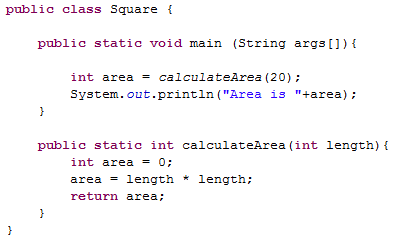 public class Square {
public static void main (String args[]){
int area = calculateArea(20);
System.out.println("Area is "+area);
}
public static int calculateArea(int length){
int area = 0;
area = length * length;
return area;
}
}